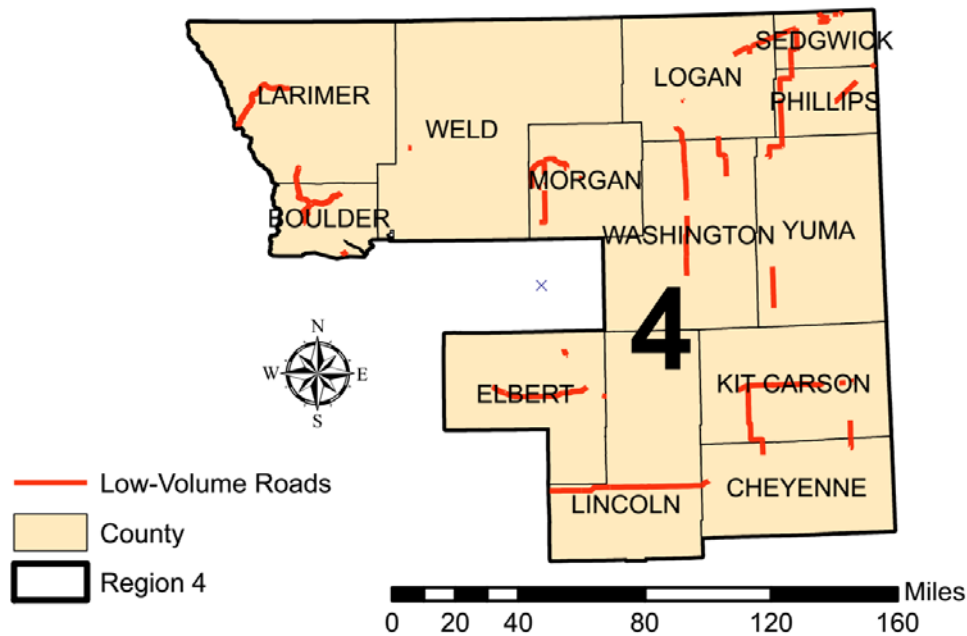 SEDGWICK
LOGAN
LARIMER
PHILLIPS
WELD
MORGAN
BOULDER
WASHINGTON
YUMA
4
N
W E
S
ELBERT
KIT CARSON
CHEYENNE
LINCOLN
Low-Volume Roads
County
Region 4
Miles
0 20 40 80 120 160